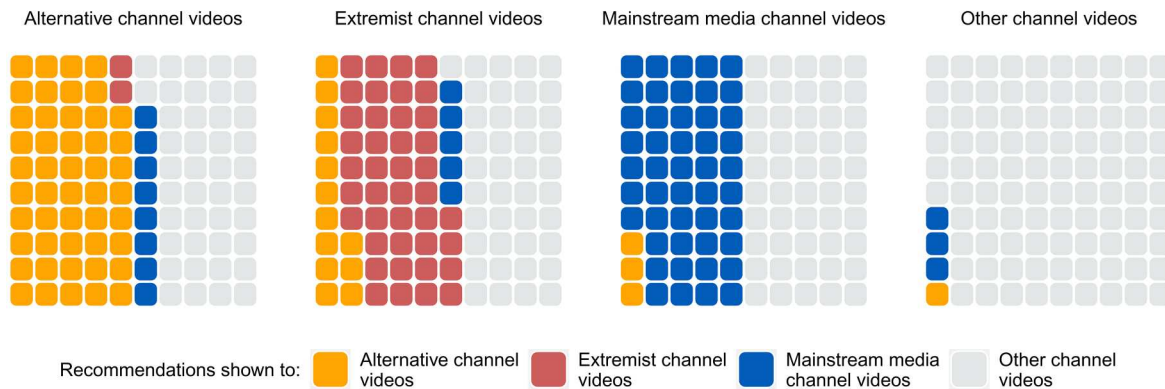 Alternative channel videos
Extremist channel videos
Mainstream media channel videos
Other channel videos
Recommendations shown to:
Alternative channel
videos
Extremist channel
videos
Mainstream media
channel videos
Other channel
videos